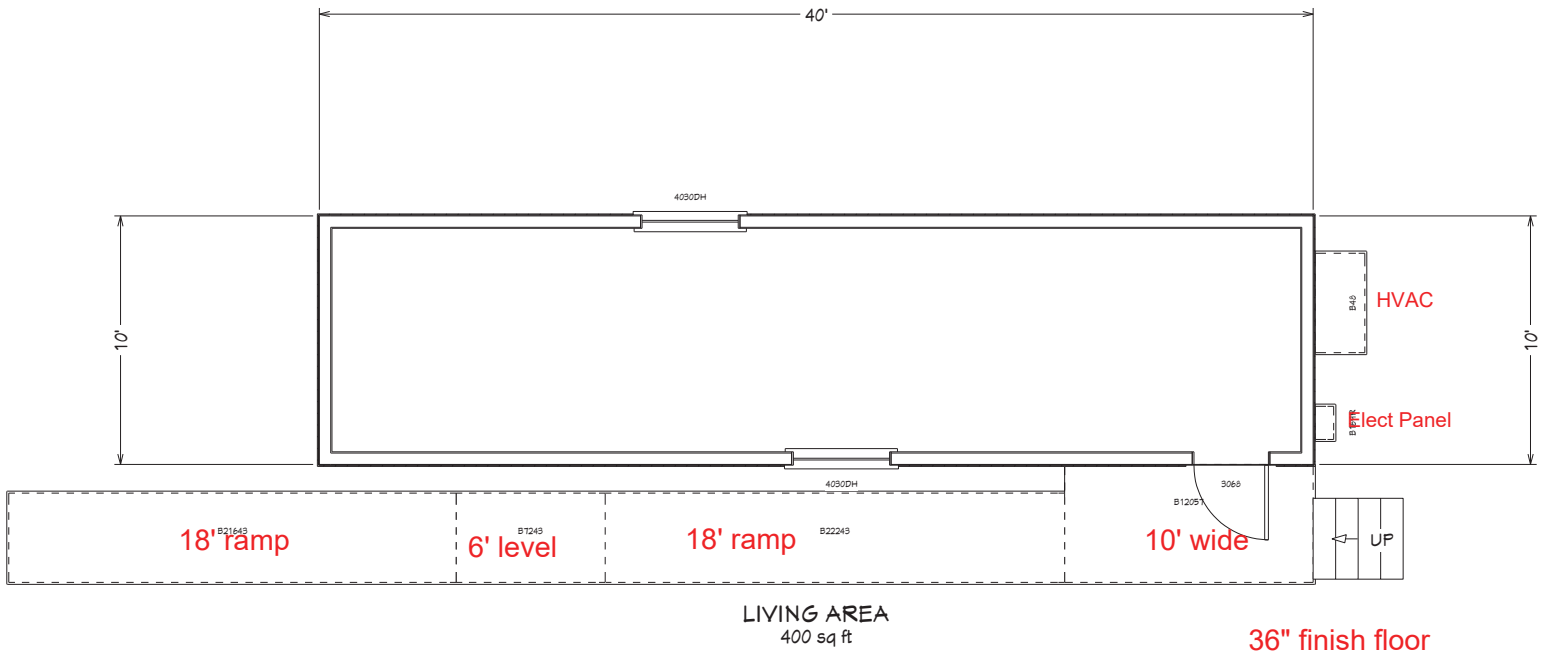 40'
4030DH
10'
10'
B48
HVAC
Elect Panel
4030DH
3068
B12057
B21643
18' ramp
B7243
6' level
18' ramp
B22243
10' wide
UP
LIVING AREA
400 sq ft
36" finish floor